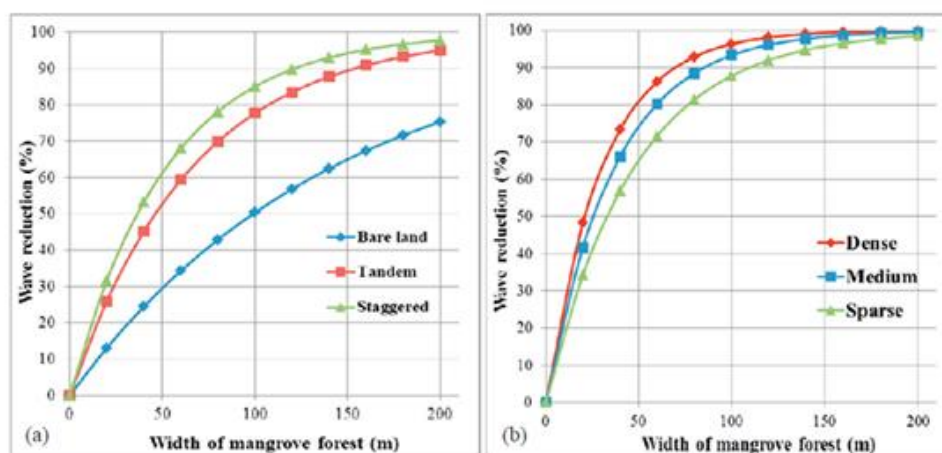 100
90
80
70
60
50
40
30
20
10
0
Wave reduction (%)
Bare land
Tandem
Staggered
0 50 100 150 200
(a)
Width of mangrove forest (m)
100
90
80
70
60
50
40
30
20
10
0
Wave reduction (%)
Dense
Medium
Sparse
0 50 100 150 200
(b)
Width of mangrove forest (m)